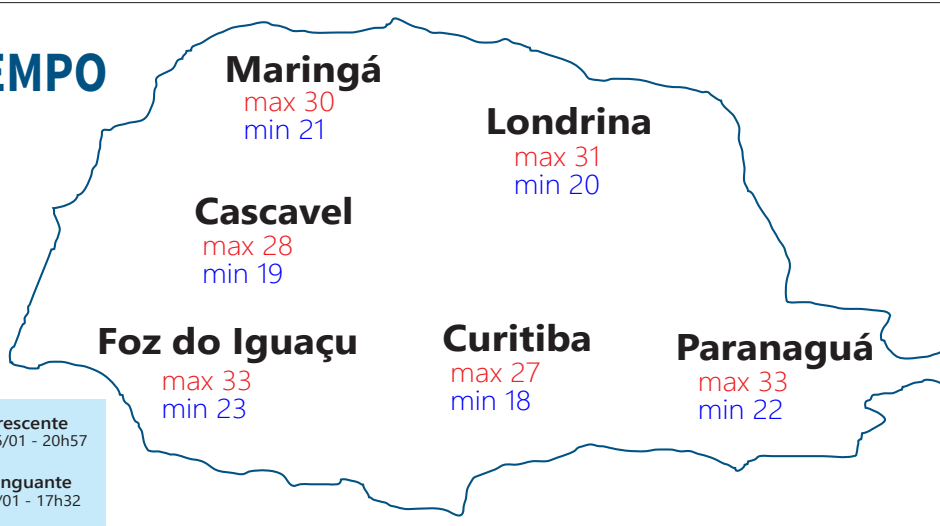 EMPO
Maringá
max 30
min 21
Londrina
max 31
min 20
Cascavel
max 28
min 19
Foz do Iguaçu
max 33
min 23
Curitiba
max 27
min 18
Paranaguá
max 33
min 22
rescente
/01 - 20h57
nguante
/01 - 17h32